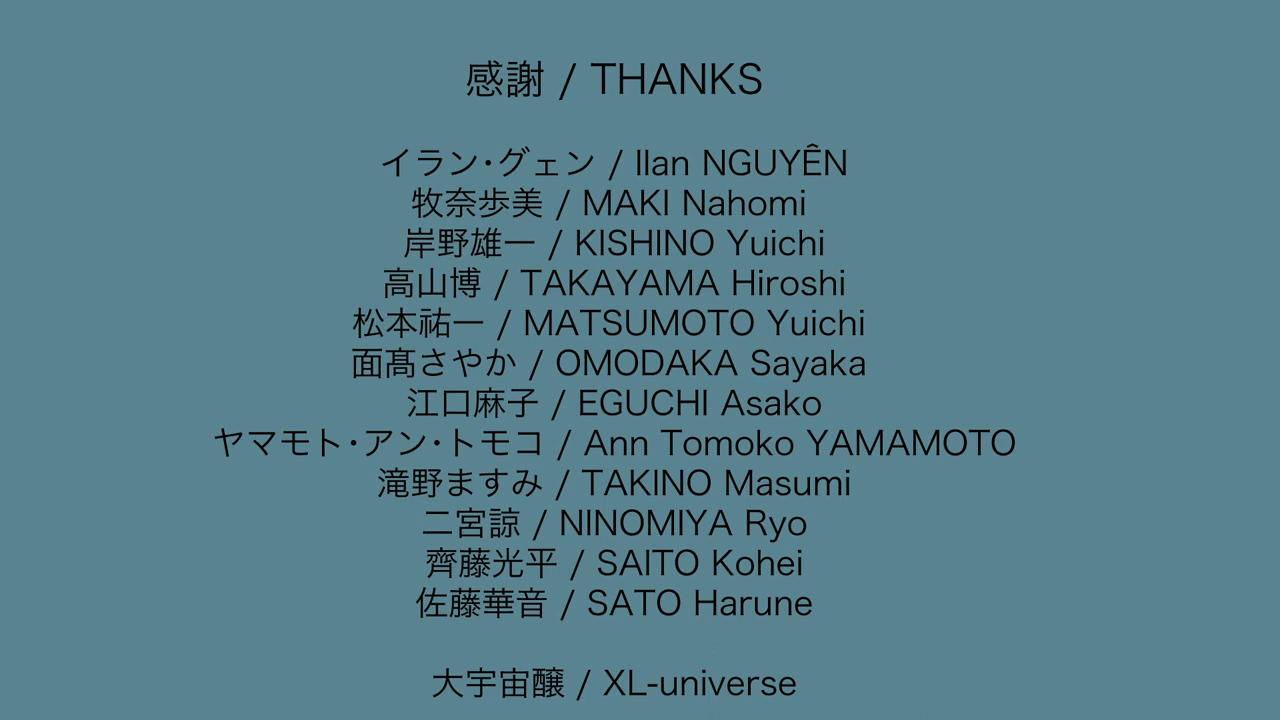 感謝 / THANKS
イラン・グェン / Ilan NGUYÊN
牧奈歩美 / MAKI Nahomi
岸野雄一 / KISHINO Yuichi
高山博 / TAKAYAMA Hiroshi
松本祐一 / MATSUMOTO Yuichi
面髙さやか / OMODAKA Sayaka
江口麻子 / EGUCHI Asako
ヤマモト・アン・トモコ / Ann Tomoko YAMAMOTO
滝野ますみ / TAKINO Masumi
二宮諒 / NINOMIYA Ryo
齊藤光平 / SAITO Kohei
佐藤華音 / SATO Harune
大宇宙醸 / XL-universe